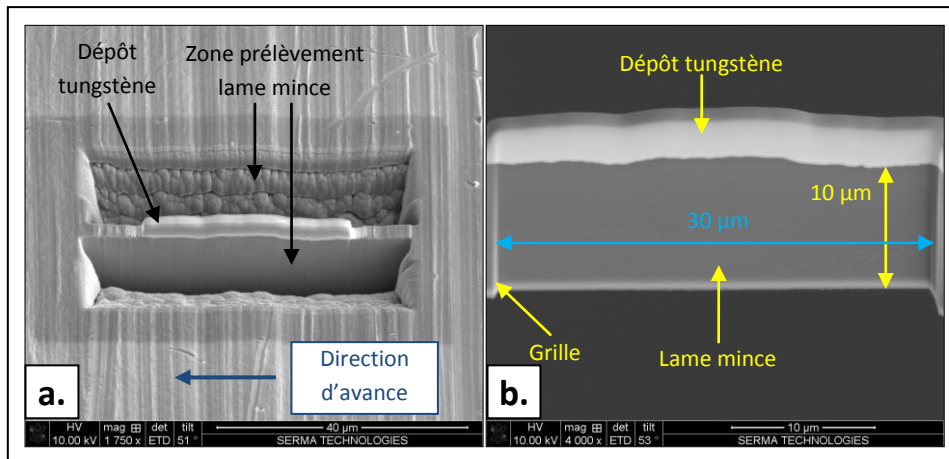 Dépôt
tungstène
Zone prélèvement
lame mince
Direction
d'avance
a.
HV
mag
det
tilt
40 µm
10.00 kV
1 750 x
ETD
51 °
SERMA TECHNOLOGIES
Dépôt tungstène
10 µm
30 µm
Grille
Lame mince
b.
HV
mag
det
tilt
10 µm
10.00 kV
4 000 x
ETD
53 °
SERMA TECHNOLOGIES